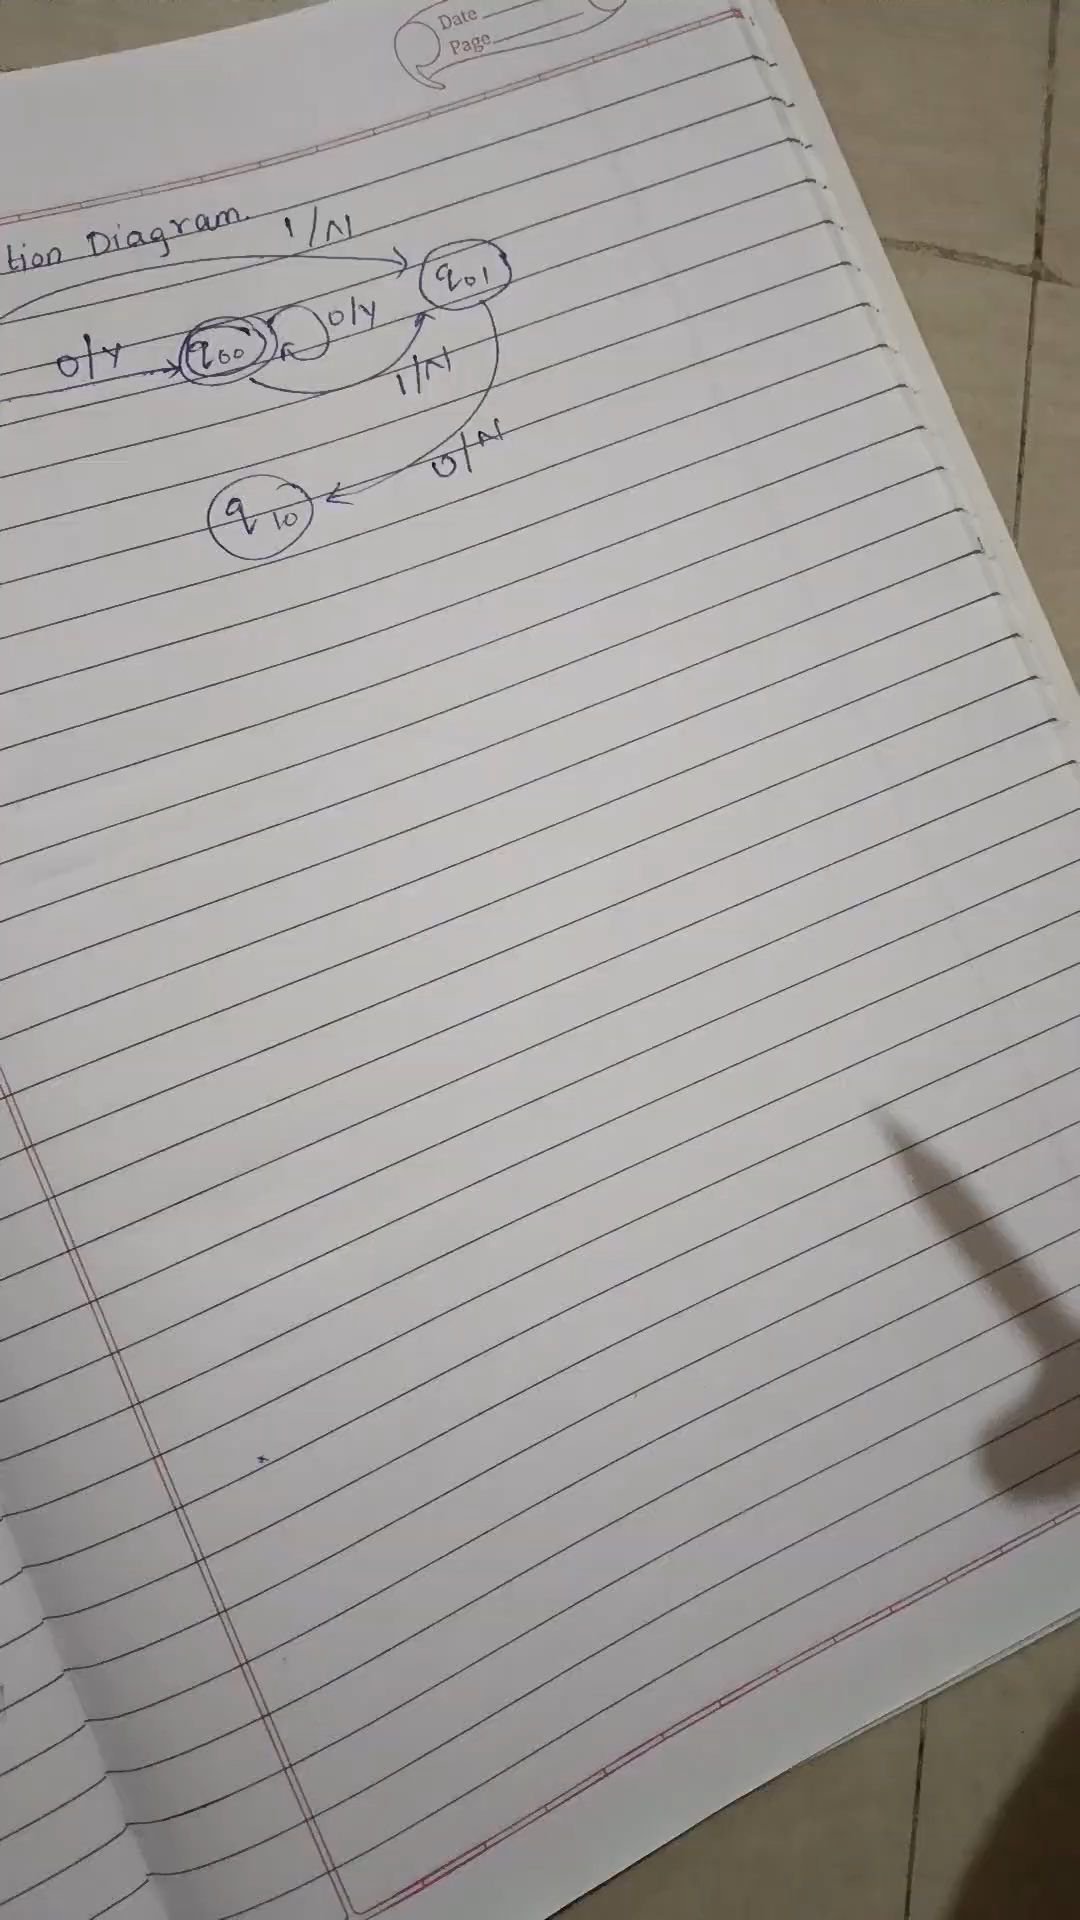 Date
Page
tion Diagram.
1/N
q01
0/Y
q00
0/Y
1/N
0/N
q10